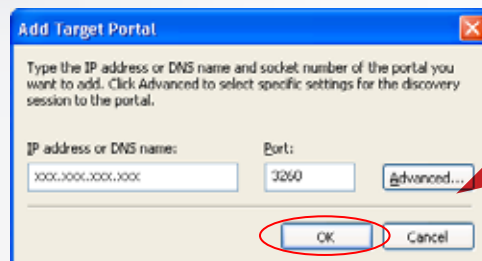 Add Target Portal
Type the IP address or DNS name and socket number of the portal you
want to add. Click Advanced to select specific settings for the discovery
session to the portal.
IP address or DNS name: Port:
xxx.xxx.xxx.xxx 3260 Advanced...
OK Cancel